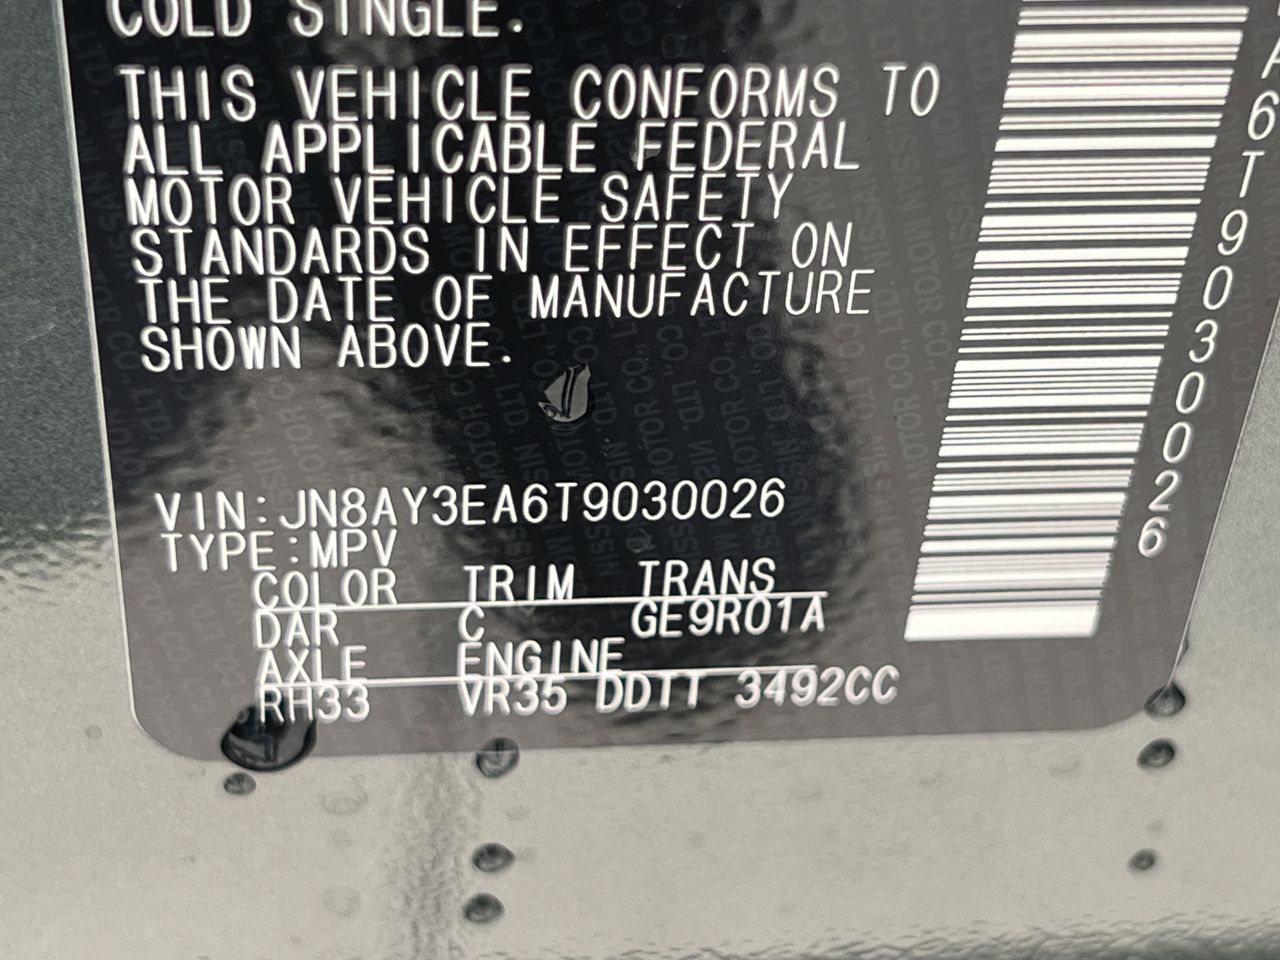 COLD SINGLE.
THIS VEHICLE CONFORMS TO
ALL APPLICABLE FEDERAL
MOTOR VEHICLE SAFETY
STANDARDS IN EFFECT ON
THE DATE OF MANUFACTURE
SHOWN ABOVE.
VIN:JN8AY3EA6T9030026
TYPE:MPV
COLOR TRIM TRANS
DAR C GE9R01A
AXLE ENGINE
RH33 VR35 DDTT 3492CC
A6T9030026